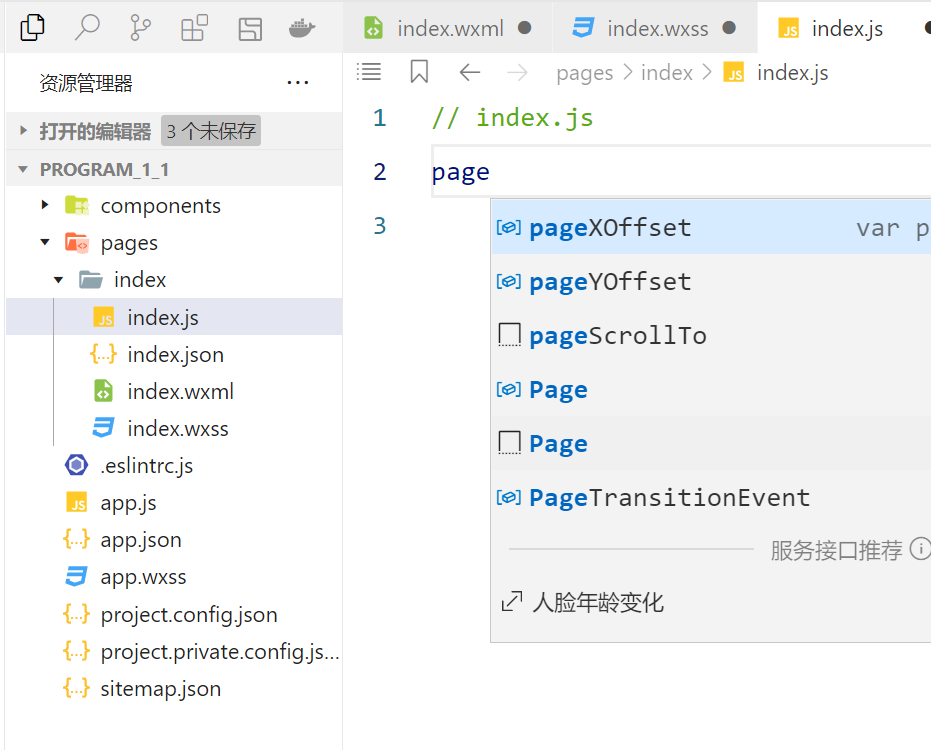 index.wxml
index.wxss
JS index.js
资源管理器 ...
pages > index > JS index.js
打开的编辑器 3 个未保存
PROGRAM_1_1
components
pages
index
JS index.js
{...} index.json
index.wxml
index.wxss
.eslintrc.js
JS app.js
{...} app.json
app.wxss
{...} project.config.json
{...} project.private.config.js...
{...} sitemap.json
1 // index.js
2 page
3
pageXOffset var p
pageYOffset
pageScrollTo
Page
Page
PageTransitionEvent
服务接口推荐
人脸年龄变化